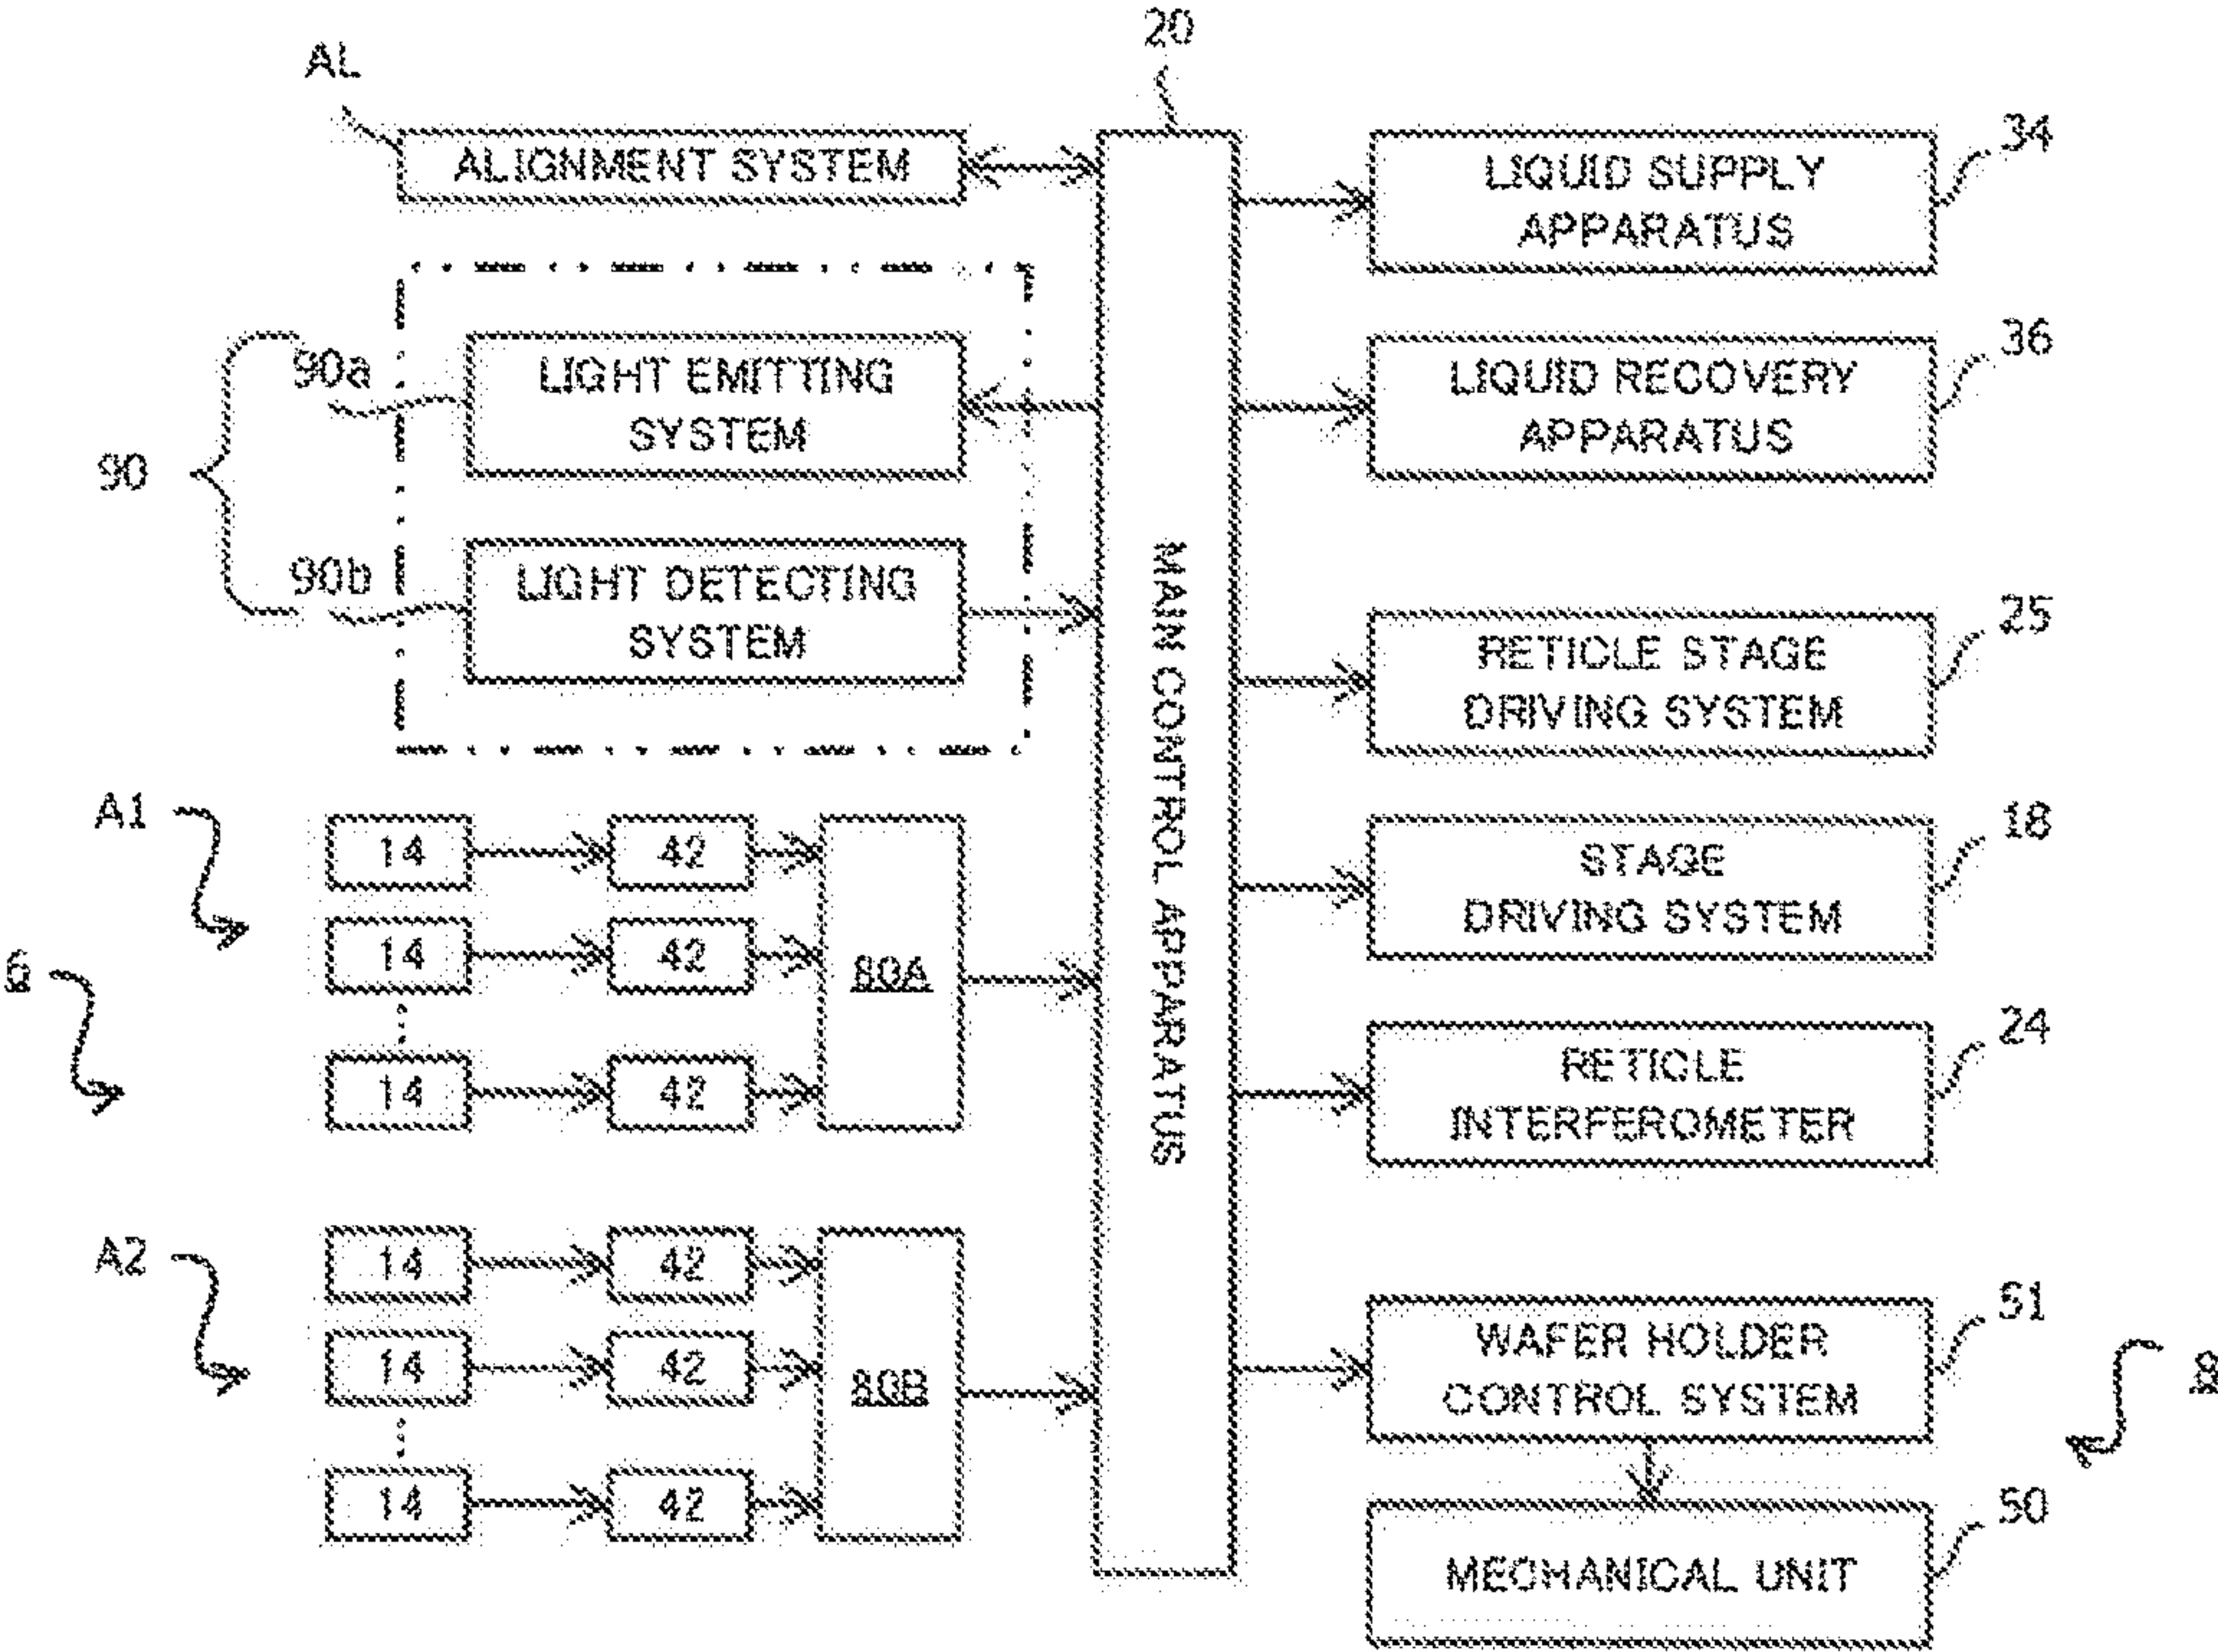 AL
20
ALIGNMENT SYSTEM
LIQUID SUPPLY
APPARATUS
34
90
90a
LIGHT EMITTING
SYSTEM
LIQUID RECOVERY
APPARATUS
36
90b
LIGHT DETECTING
SYSTEM
MAIN CONTROL APPARATUS
RETICLE STAGE
DRIVING SYSTEM
25
A1
6
14
42
14
42
14
42
80A
STAGE
DRIVING SYSTEM
18
RETICLE
INTERFEROMETER
24
A2
14
42
14
42
14
42
80B
WAFER HOLDER
CONTROL SYSTEM
51
8
MECHANICAL UNIT
50